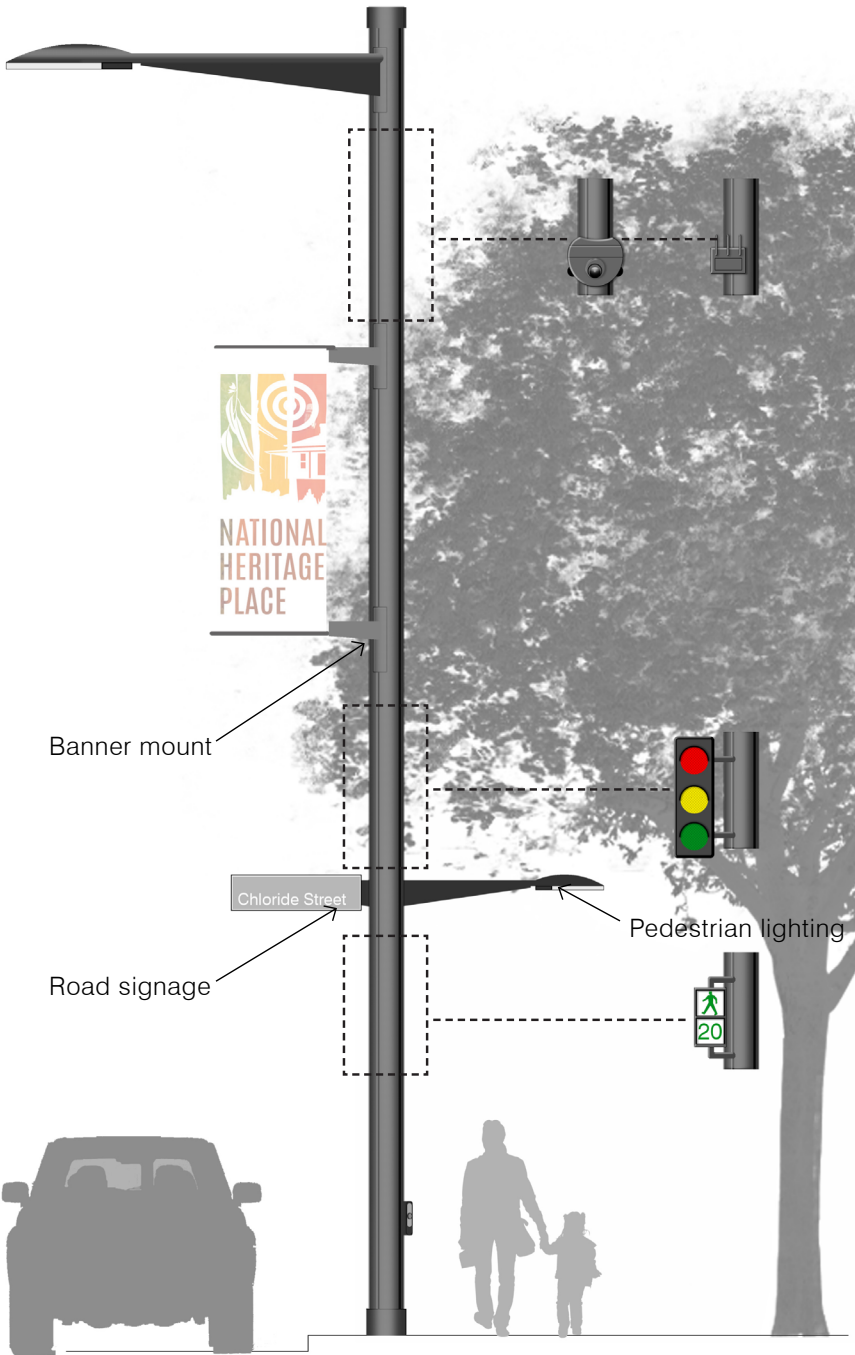 NATIONAL
HERITAGE
PLACE
Banner mount
Chloride Street
Pedestrian lighting
Road signage
20